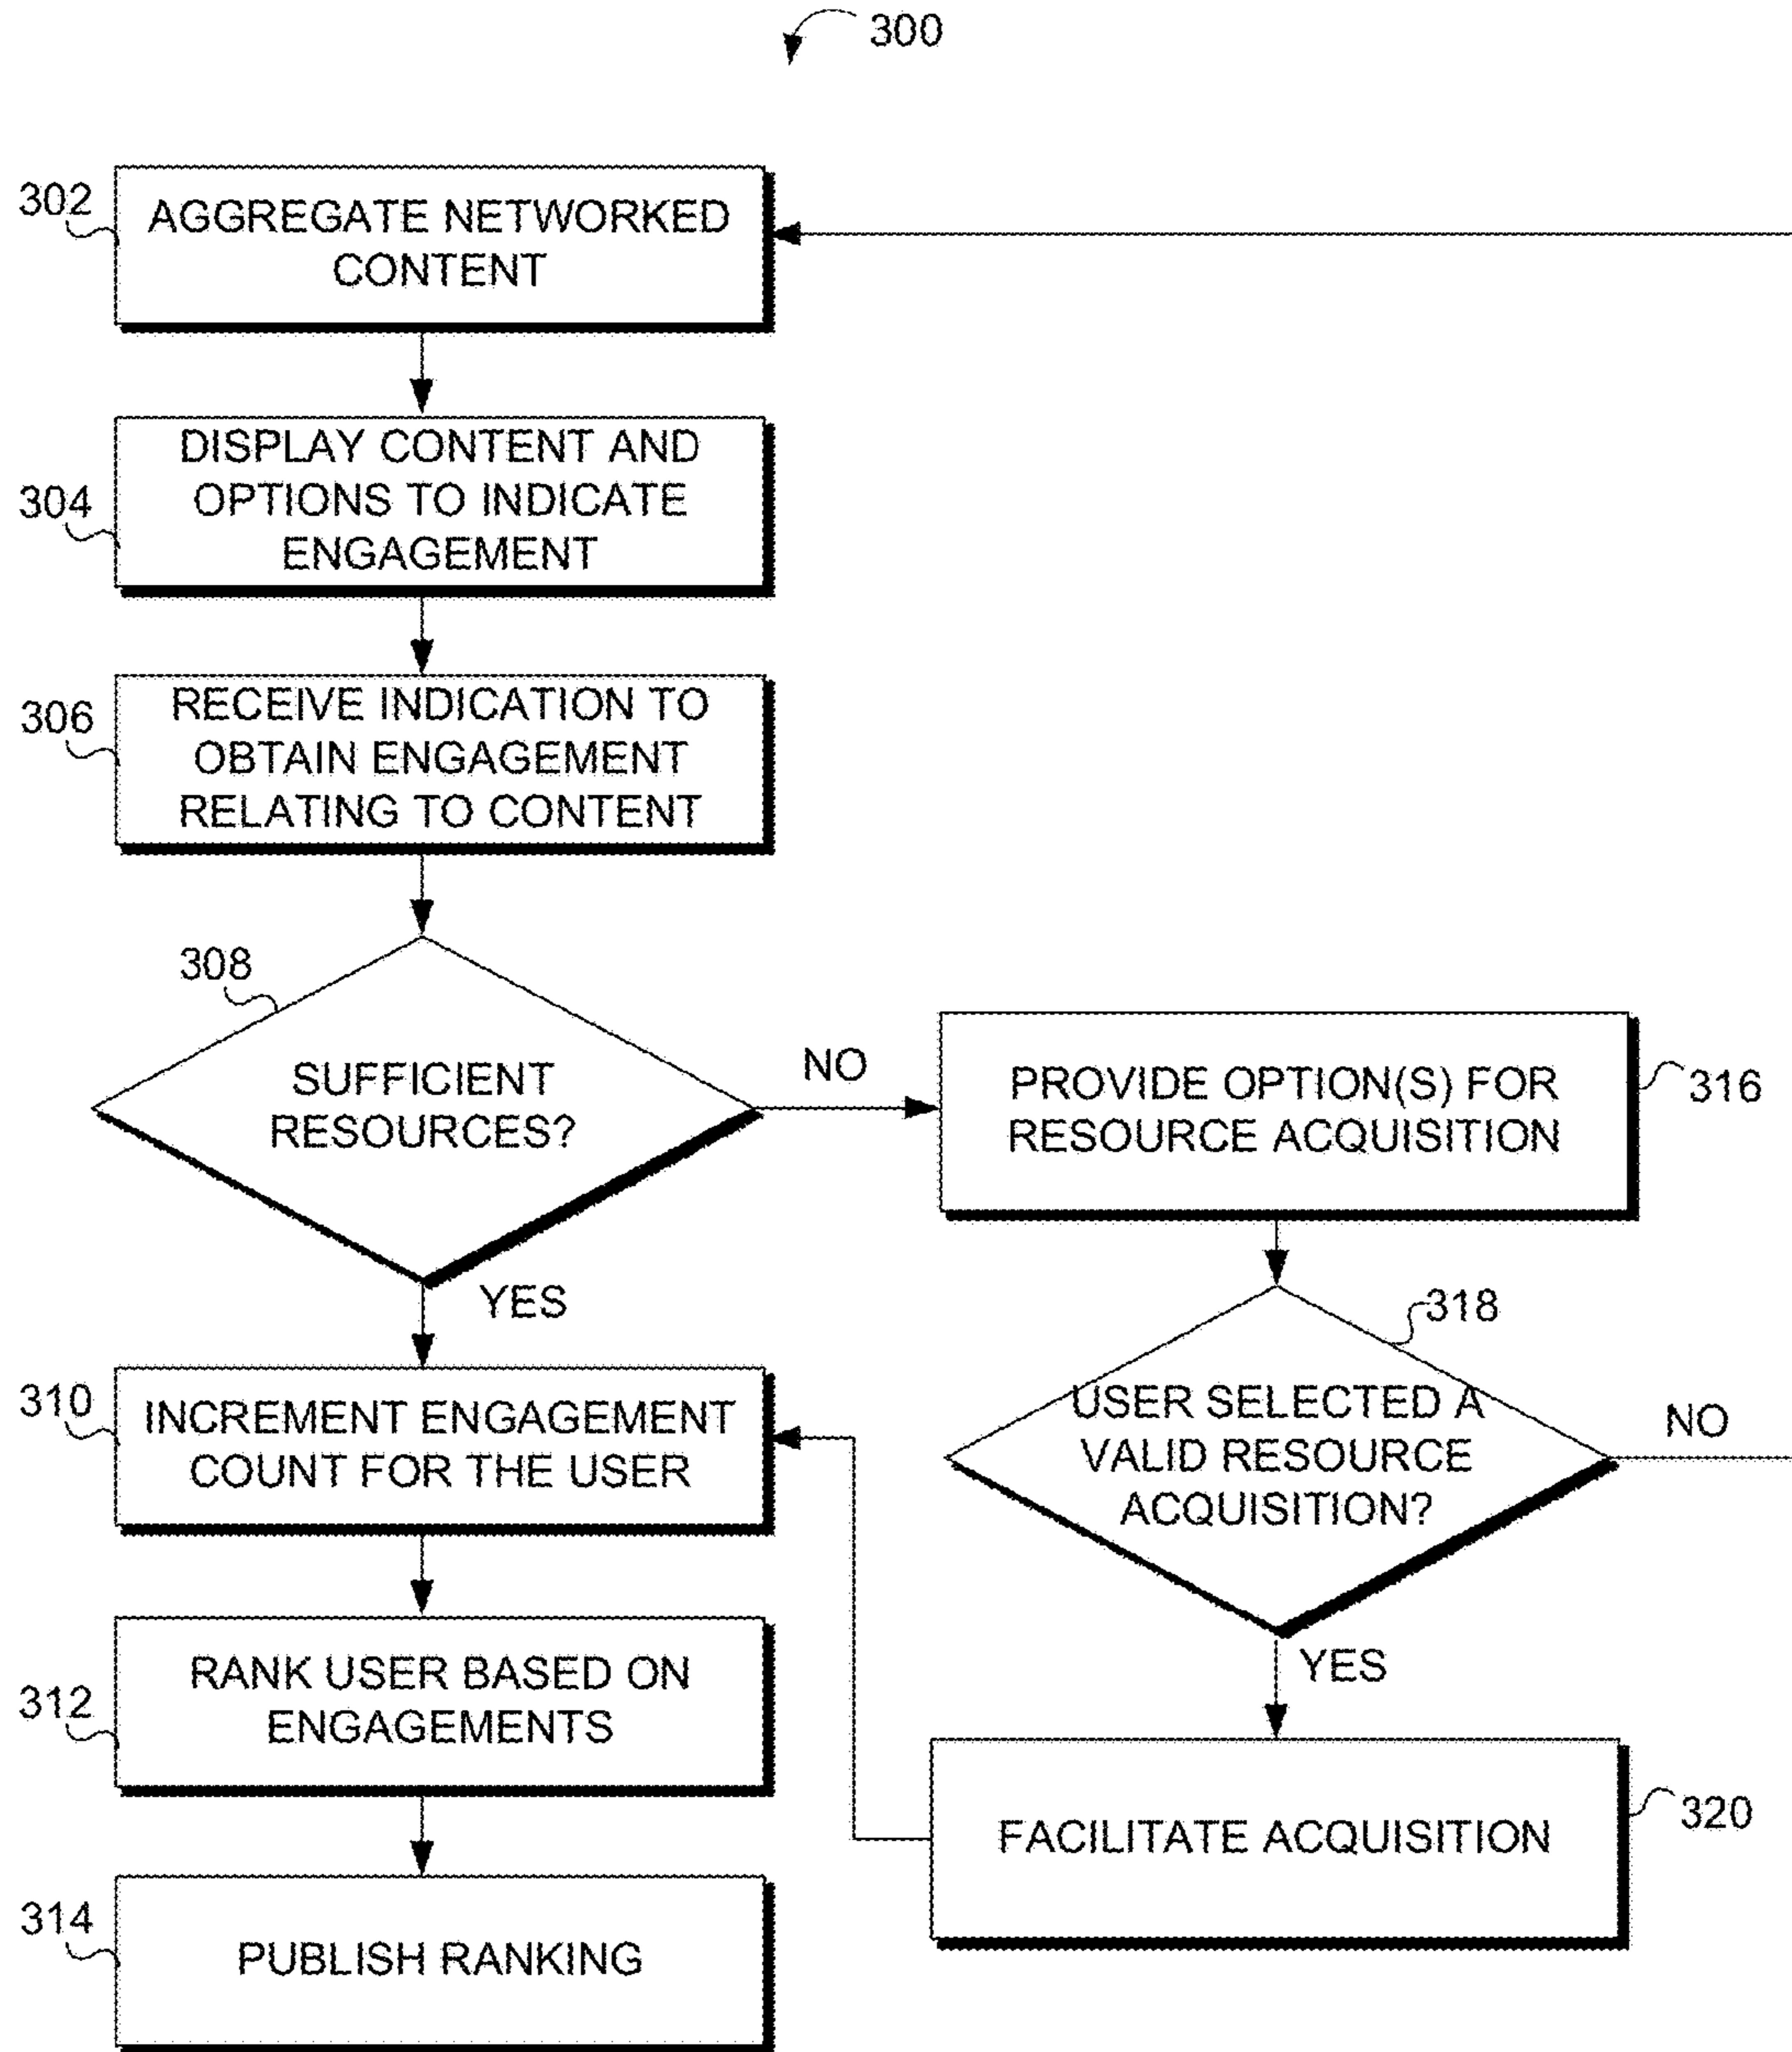 300
302
AGGREGATE NETWORKED
CONTENT
304
DISPLAY CONTENT AND
OPTIONS TO INDICATE
ENGAGEMENT
306
RECEIVE INDICATION TO
OBTAIN ENGAGEMENT
RELATING TO CONTENT
308
SUFFICIENT
RESOURCES?
NO
YES
316
PROVIDE OPTION(S) FOR
RESOURCE ACQUISITION
318
USER SELECTED A
VALID RESOURCE
ACQUISITION?
NO
YES
310
INCREMENT ENGAGEMENT
COUNT FOR THE USER
312
RANK USER BASED ON
ENGAGEMENTS
320
FACILITATE ACQUISITION
314
PUBLISH RANKING